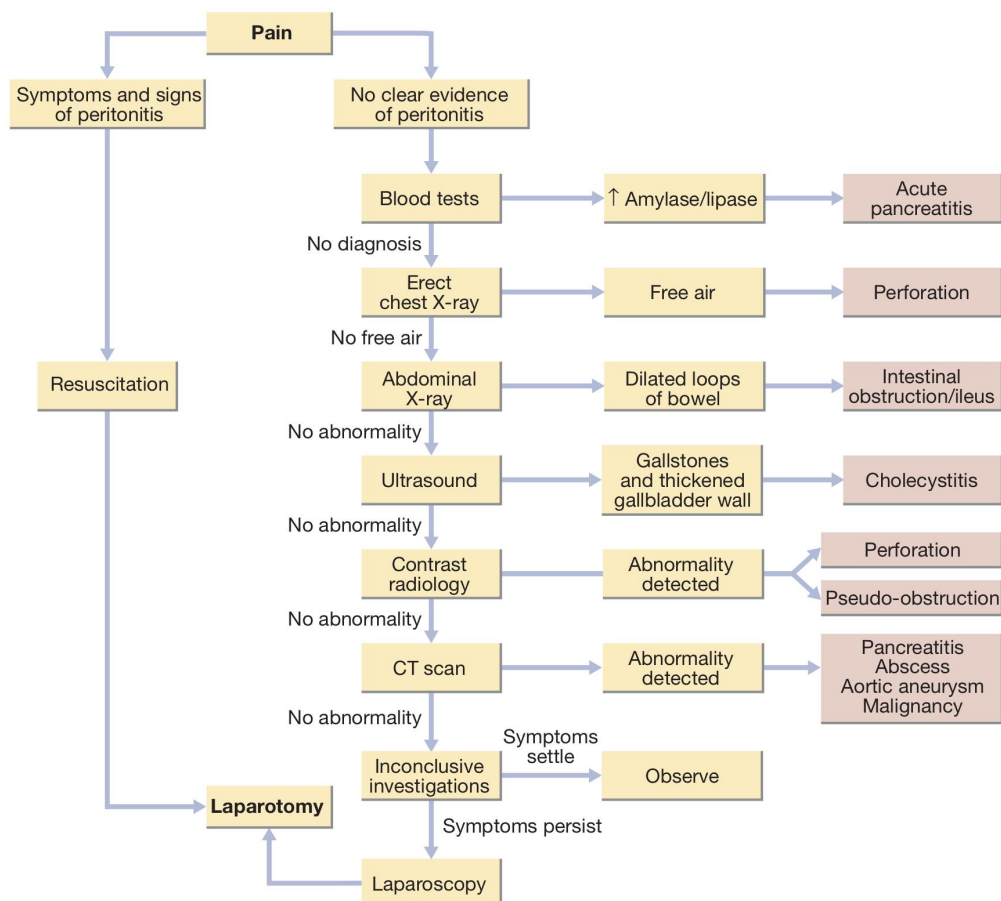 Pain
Symptoms and signs
of peritonitis
No clear evidence
of peritonitis
Blood tests
↑ Amylase/lipase
Acute
pancreatitis
No diagnosis
Erect
chest X-ray
Free air
Perforation
No free air
Resuscitation
Abdominal
X-ray
Dilated loops
of bowel
Intestinal
obstruction/ileus
No abnormality
Ultrasound
Gallstones
and thickened
gallbladder wall
Cholecystitis
No abnormality
Contrast
radiology
Abnormality
detected
Perforation
Pseudo-obstruction
No abnormality
CT scan
Abnormality
detected
Pancreatitis
Abscess
Aortic aneurysm
Malignancy
No abnormality
Inconclusive
investigations
Symptoms
settle
Observe
Laparotomy
Symptoms persist
Laparoscopy